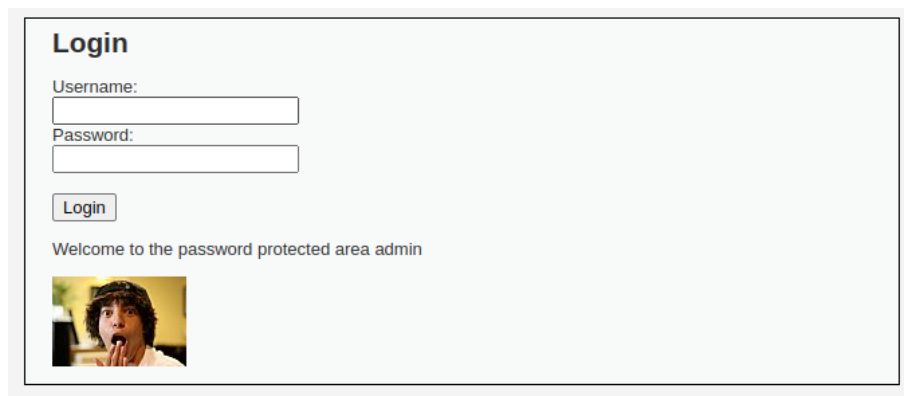 Login
Username:
Password:
Login
Welcome to the password protected area admin